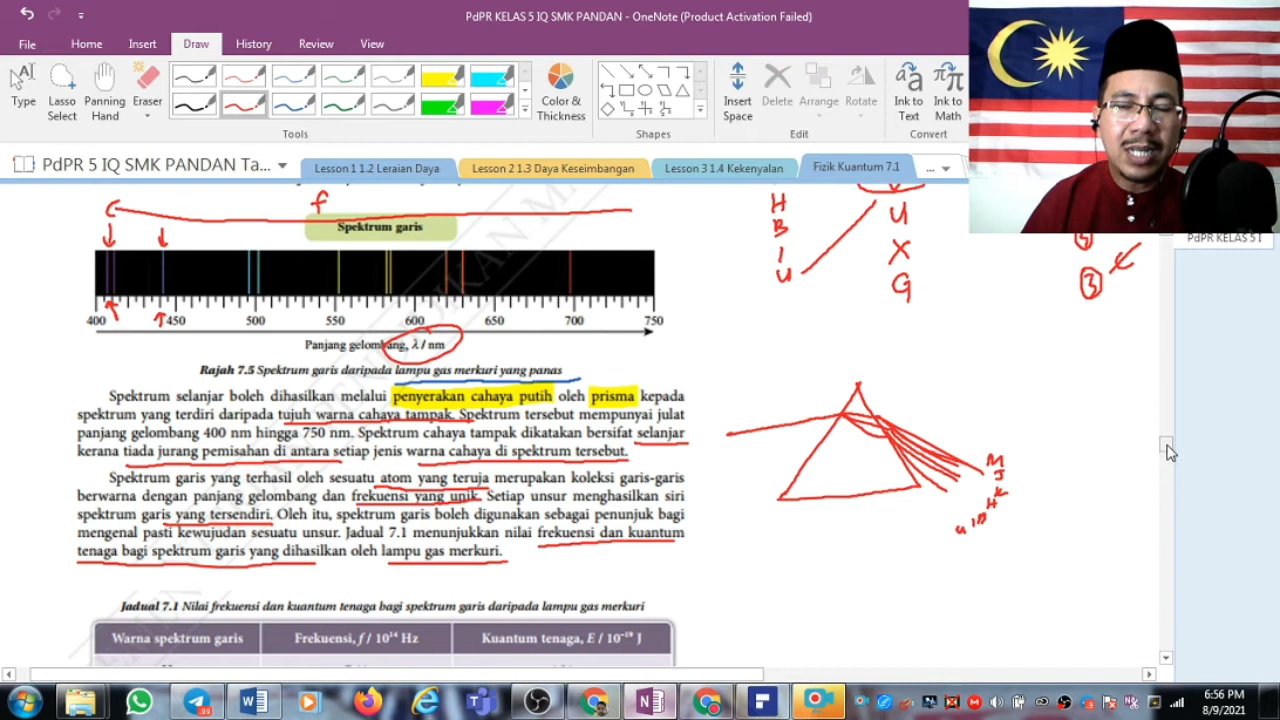 PdPR KELAS 5 IQ SMK PANDAN - OneNote (Product Activation Failed)
File Home Insert Draw History Review View
Type
Lasso Select
Panning Hand
Eraser
Color & Thickness
Insert Space
Delete
Arrange
Rotate
Ink to Text
Ink to Math
Tools
Shapes
Edit
Convert
PdPR 5 IQ SMK PANDAN Ta...
Lesson 1 1.2 Leraian Daya
Lesson 2 1.3 Daya Keseimbangan
Lesson 3 1.4 Kekenyalan
Fizik Kuantum 7.1
...
PdPR KELAS 5 I
f
Spektrum garis
400 450 500 550 600 650 700 750
Panjang gelombang, λ / nm
Rajah 7.5 Spektrum garis daripada lampu gas merkuri yang panas
Spektrum selanjar boleh dihasilkan melalui penyerakan cahaya putih oleh prisma kepada
spektrum yang terdiri daripada tujuh warna cahaya tampak. Spektrum tersebut mempunyai julat
panjang gelombang 400 nm hingga 750 nm. Spektrum cahaya tampak dikatakan bersifat selanjar
kerana tiada jurang pemisahan di antara setiap jenis warna cahaya di spektrum tersebut.
Spektrum garis yang terhasil oleh sesuatu atom yang teruja merupakan koleksi garis-garis
berwarna dengan panjang gelombang dan frekuensi yang unik. Setiap unsur menghasilkan siri
spektrum garis yang tersendiri. Oleh itu, spektrum garis boleh digunakan sebagai penunjuk bagi
mengenal pasti kewujudan sesuatu unsur. Jadual 7.1 menunjukkan nilai frekuensi dan kuantum
tenaga bagi spektrum garis yang dihasilkan oleh lampu gas merkuri.
Jadual 7.1 Nilai frekuensi dan kuantum tenaga bagi spektrum garis daripada lampu gas merkuri
Warna spektrum garis
Frekuensi, f / 10¹⁴ Hz
Kuantum tenaga, E / 10⁻¹⁹ J
H
B
I
U
U
X
G
3
M
J
K
H
B
I
U
6:56 PM
8/9/2021